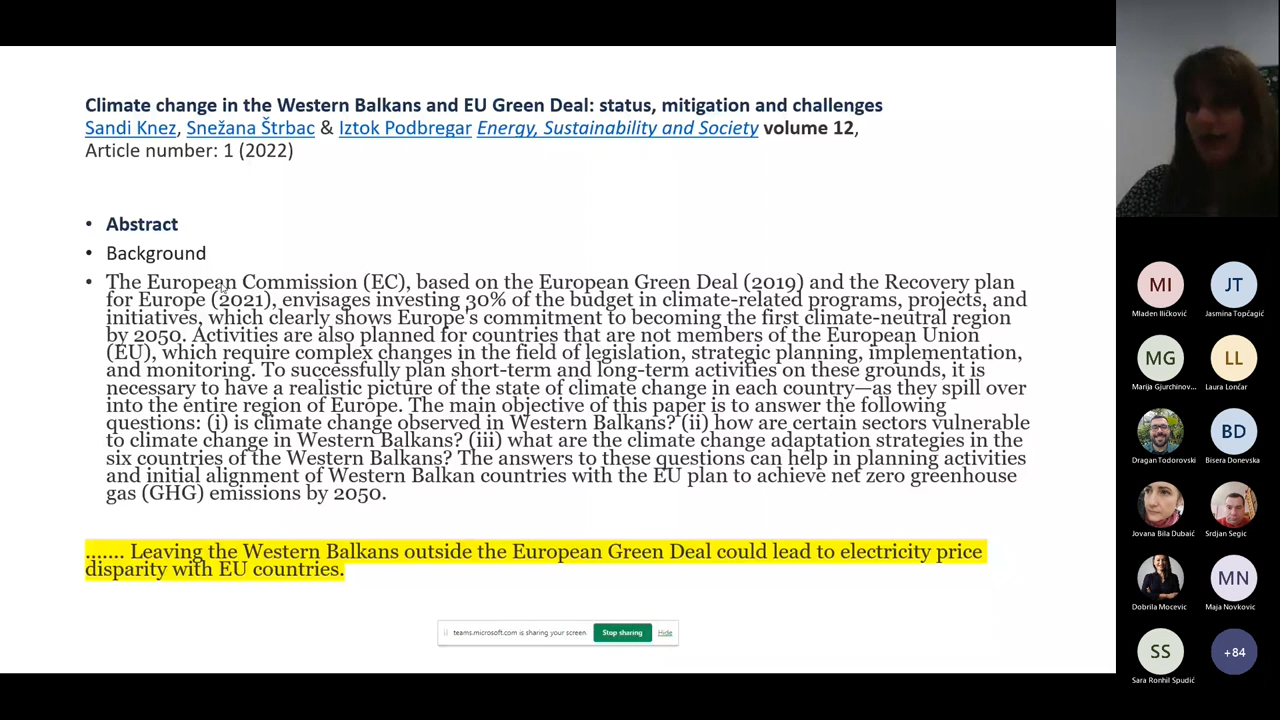 Climate change in the Western Balkans and EU Green Deal: status, mitigation and challenges
Sandi Knez, Snežana Štrbac & Iztok Podbregar Energy, Sustainability and Society volume 12,
Article number: 1 (2022)
• Abstract
• Background
• The European Commission (EC), based on the European Green Deal (2019) and the Recovery plan
for Europe (2021), envisages investing 30% of the budget in climate-related programs, projects, and
initiatives, which clearly shows Europe's commitment to becoming the first climate-neutral region
by 2050. Activities are also planned for countries that are not members of the European Union
(EU), which require complex changes in the field of legislation, strategic planning, implementation,
and monitoring. To successfully plan short-term and long-term activities on these grounds, it is
necessary to have a realistic picture of the state of climate change in each country—as they spill over
into the entire region of Europe. The main objective of this paper is to answer the following
questions: (i) is climate change observed in Western Balkans? (ii) how are certain sectors vulnerable
to climate change in Western Balkans? (iii) what are the climate change adaptation strategies in the
six countries of the Western Balkans? The answers to these questions can help in planning activities
and initial alignment of Western Balkan countries with the EU plan to achieve net zero greenhouse
gas (GHG) emissions by 2050.
....... Leaving the Western Balkans outside the European Green Deal could lead to electricity price
disparity with EU countries.
teams.microsoft.com is sharing your screen. Stop sharing Hide
MI JT
Mladen Iličković Jasmina Topčagić
MG LL
Marija Gjurchinov... Laura Lončar
BD
Dragan Todorovski Bisera Donevska
Jovana Bila Dubaić Srdjan Segic
MN
Dobrila Mocevic Maja Novkovic
SS +84
Sara Ronhil Spudić